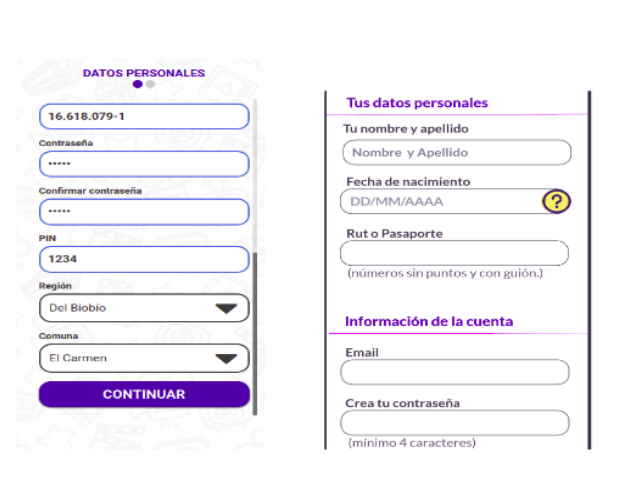 DATOS PERSONALES
16.618.079-1
Contraseña
•••••
Confirmar contraseña
•••••
PIN
1234
Región
Del Biobío
Comuna
El Carmen
CONTINUAR
Tus datos personales
Tu nombre y apellido
Nombre y Apellido
Fecha de nacimiento
DD/MM/AAAA
?
Rut o Pasaporte
(números sin puntos y con guión.)
Información de la cuenta
Email
Crea tu contraseña
(mínimo 4 caracteres)